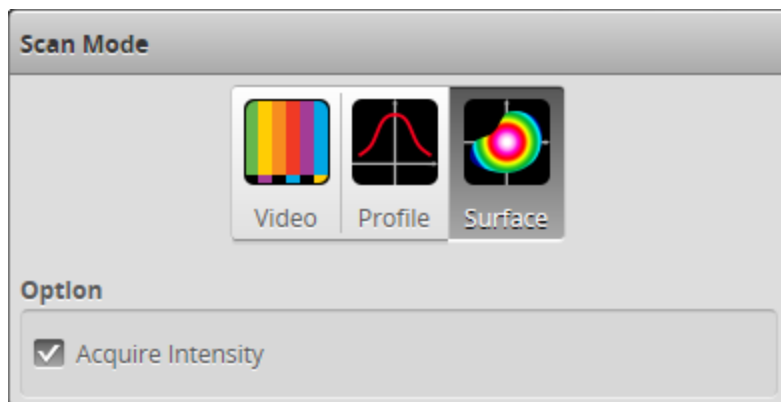 Scan Mode
Video Profile Surface
Option
Acquire Intensity